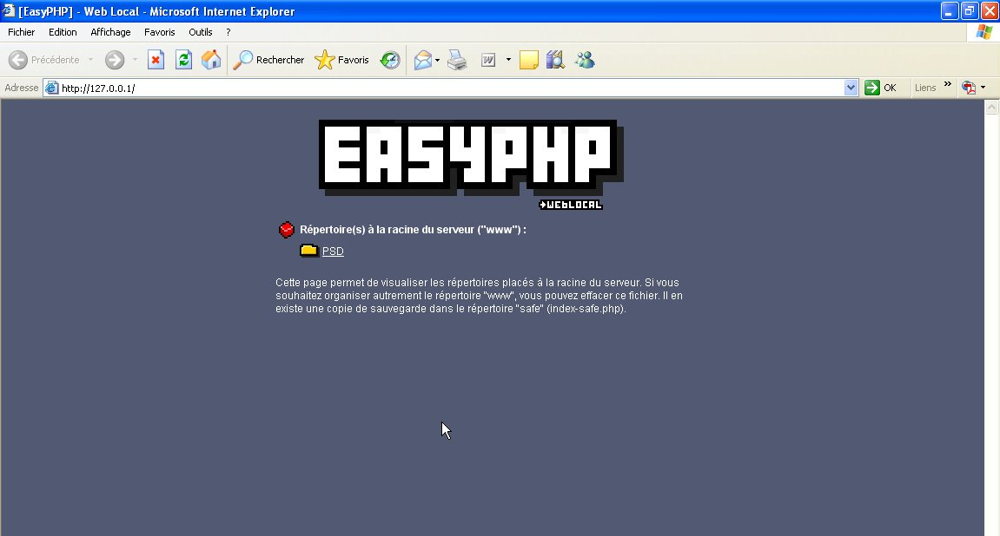 [EasyPHP] - Web Local - Microsoft Internet Explorer
Fichier Edition Affichage Favoris Outils ?
Précédente Rechercher Favoris W
Adresse http://127.0.0.1/ OK Liens »
EASYPHP
WEBLOCAL
Répertoire(s) à la racine du serveur ("www") :
PSD
Cette page permet de visualiser les répertoires placés à la racine du serveur. Si vous
souhaitez organiser autrement le répertoire "www", vous pouvez effacer ce fichier. Il en
existe une copie de sauvegarde dans le répertoire "safe" (index-safe.php).